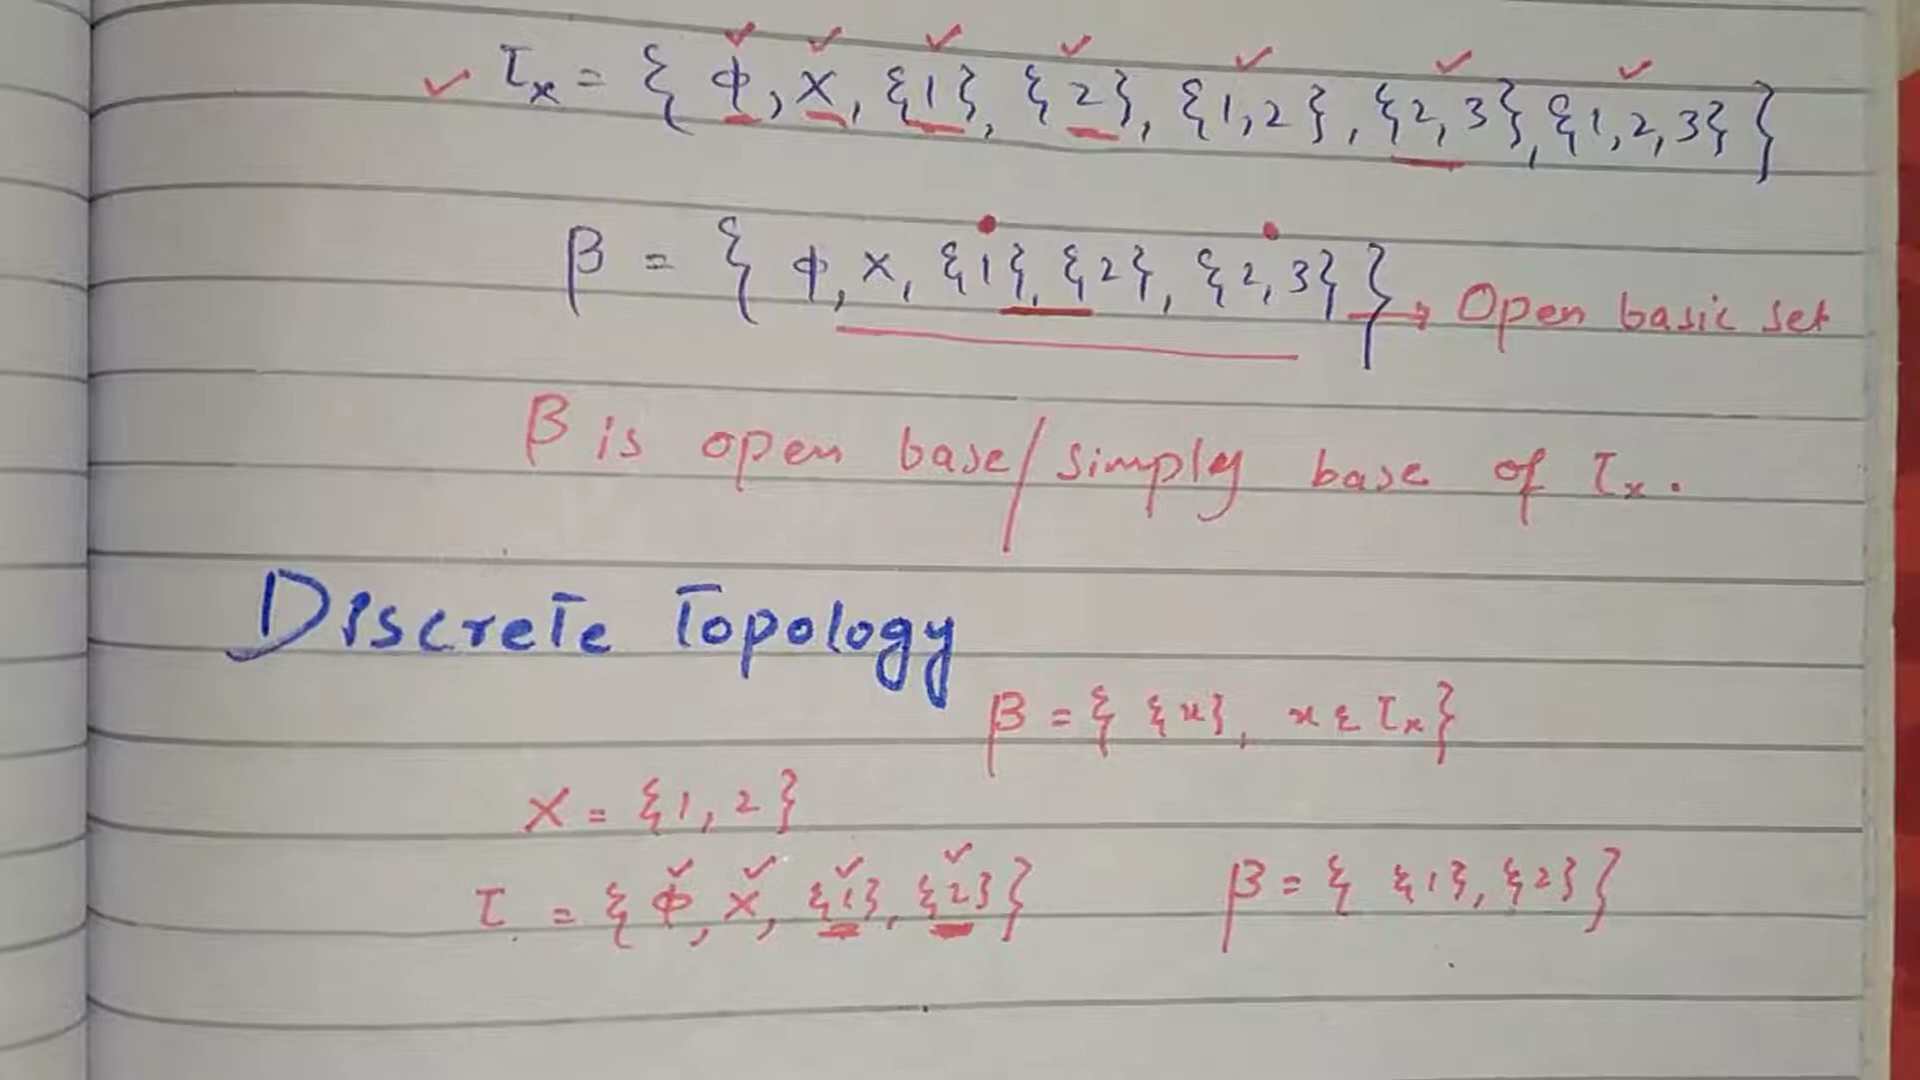 τx = { φ, X, {1}, {2}, {1,2}, {2,3}, {1,2,3} }
β = { φ, X, {1}, {2}, {2,3} } → Open basic set
β is open base/simply base of τx.
Discrete Topology
β = { {x}, x ε τx }
X = {1, 2}
τ = { φ, X, {1}, {2} } β = { {1}, {2} }